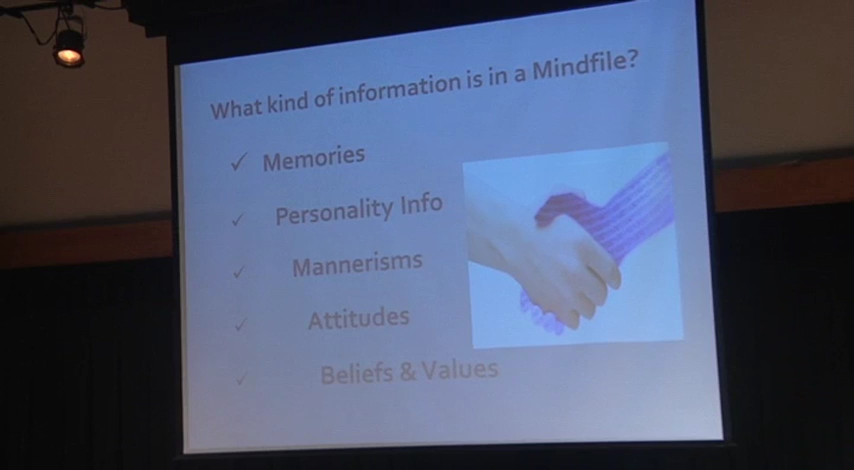 What kind of information is in a Mindfile?
✓ Memories
✓ Personality Info
✓ Mannerisms
✓ Attitudes
✓ Beliefs & Values